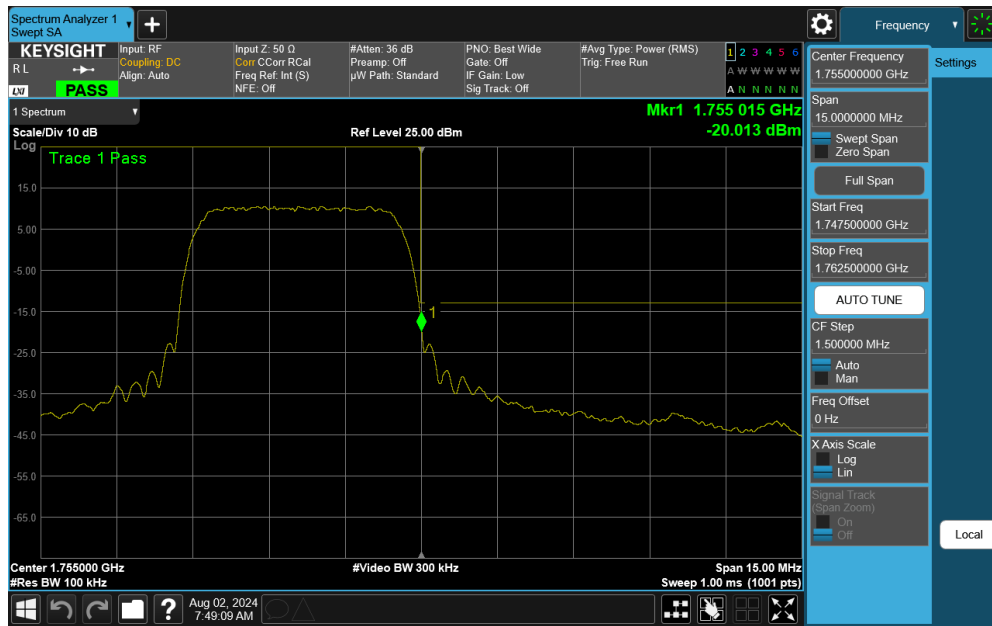 Spectrum Analyzer 1
Swept SA
Frequency
KEYSIGHT
R L
LXI
PASS
Input: RF
Coupling: DC
Align: Auto
Input Z: 50 Ω
Corr CCorr RCal
Freq Ref: Int (S)
NFE: Off
#Atten: 36 dB
Preamp: Off
µW Path: Standard
PNO: Best Wide
Gate: Off
IF Gain: Low
Sig Track: Off
#Avg Type: Power (RMS)
Trig: Free Run
1 2 3 4 5 6
A W W W W W
A N N N N N
1 Spectrum
Mkr1 1.755 015 GHz
Scale/Div 10 dB
Ref Level 25.00 dBm
-20.013 dBm
Log
Trace 1 Pass
15.0
5.00
-5.00
-15.0
1
-25.0
-35.0
-45.0
-55.0
-65.0
Center 1.755000 GHz
#Video BW 300 kHz
Span 15.00 MHz
#Res BW 100 kHz
Sweep 1.00 ms (1001 pts)
Aug 02, 2024
7:49:09 AM
Center Frequency
1.755000000 GHz
Settings
Span
15.0000000 MHz
Swept Span
Zero Span
Full Span
Start Freq
1.747500000 GHz
Stop Freq
1.762500000 GHz
AUTO TUNE
CF Step
1.500000 MHz
Auto
Man
Freq Offset
0 Hz
X Axis Scale
Log
Lin
Signal Track
(Span Zoom)
On
Off
Local